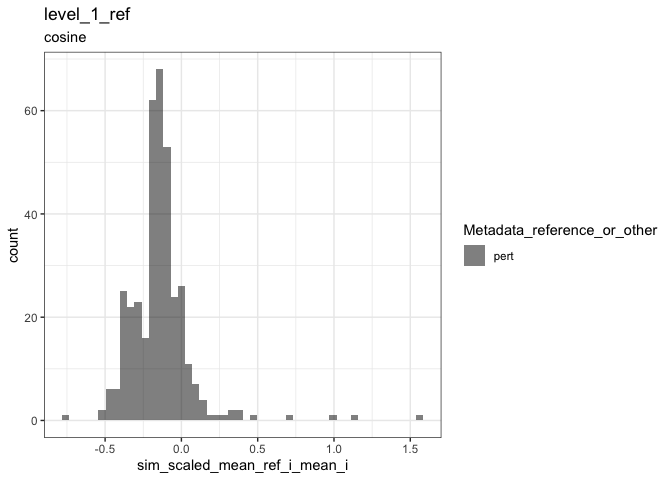 level_1_ref
cosine
60
40
20
0
count
-0.5
0.0
0.5
1.0
1.5
sim_scaled_mean_ref_i_mean_i
Metadata_reference_or_other
pert